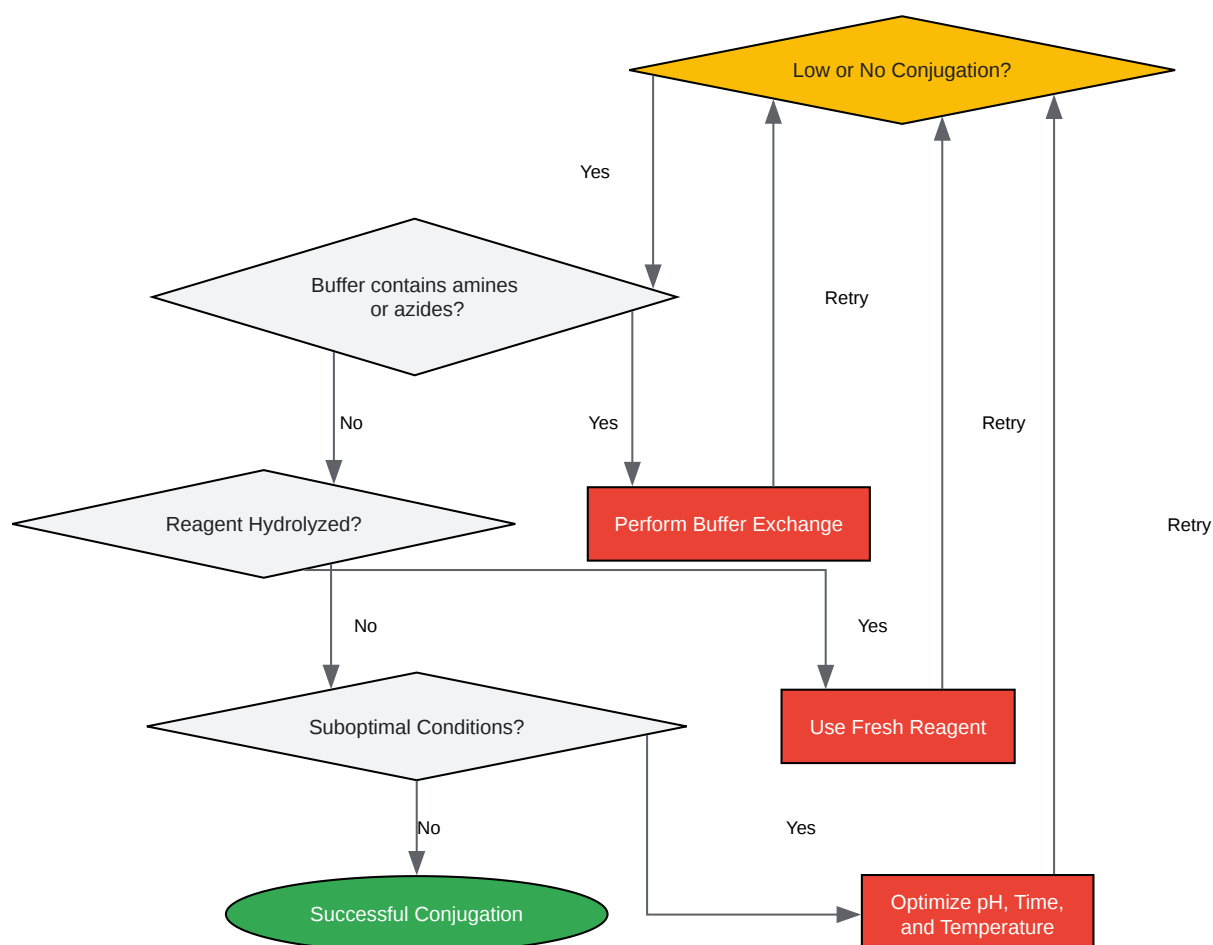 Low or No Conjugation?
Yes
Buffer contains amines
or azides?
Retry
No
Yes
Retry
Reagent Hydrolyzed?
Perform Buffer Exchange
Retry
No
Yes
Suboptimal Conditions?
Use Fresh Reagent
No
Yes
Successful Conjugation
Optimize pH, Time,
and Temperature